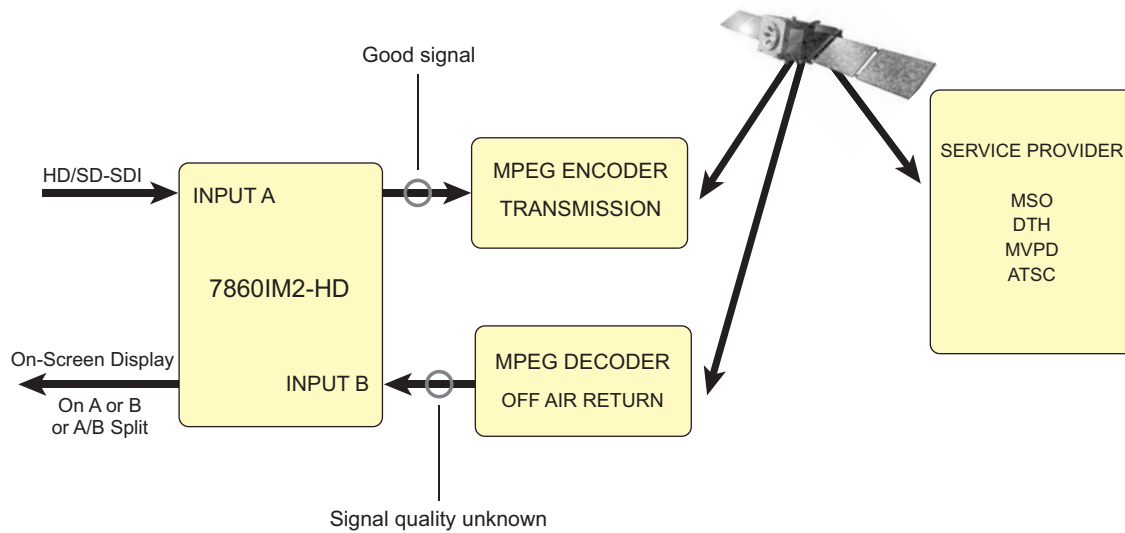 Good signal
HD/SD-SDI
INPUT A
MPEG ENCODER
TRANSMISSION
SERVICE PROVIDER
MSO
DTH
MVPD
ATSC
7860IM2-HD
On-Screen Display
On A or B
or A/B Split
INPUT B
MPEG DECODER
OFF AIR RETURN
Signal quality unknown